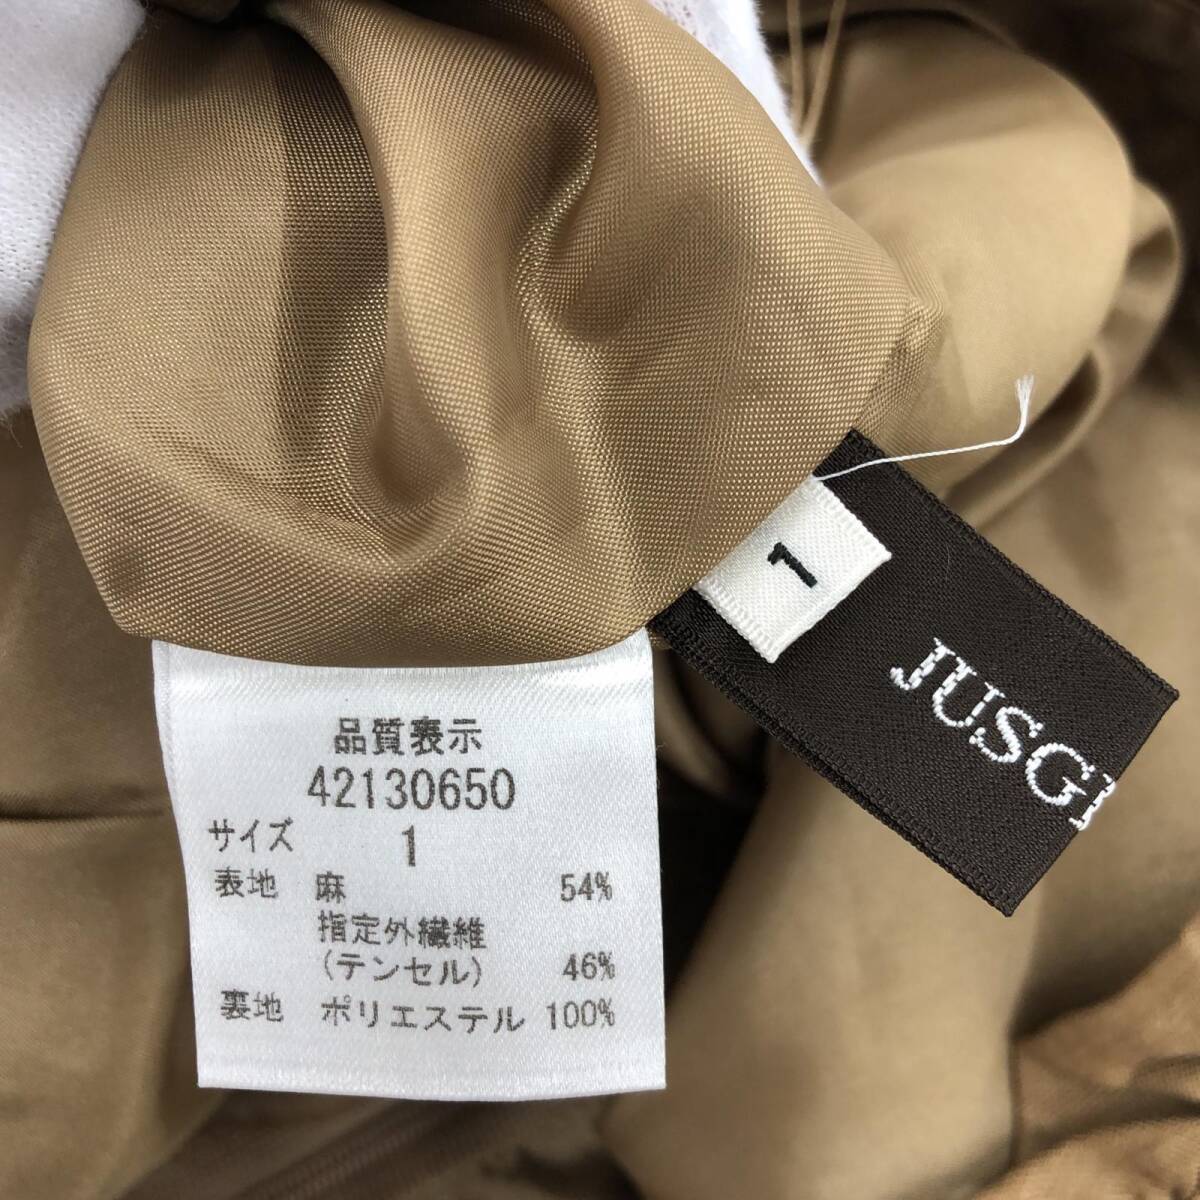 品質表示
42130650
サイズ 1
表地 麻 54%
指定外繊維
(テンセル) 46%
裏地 ポリエステル 100%
1
JUSGL